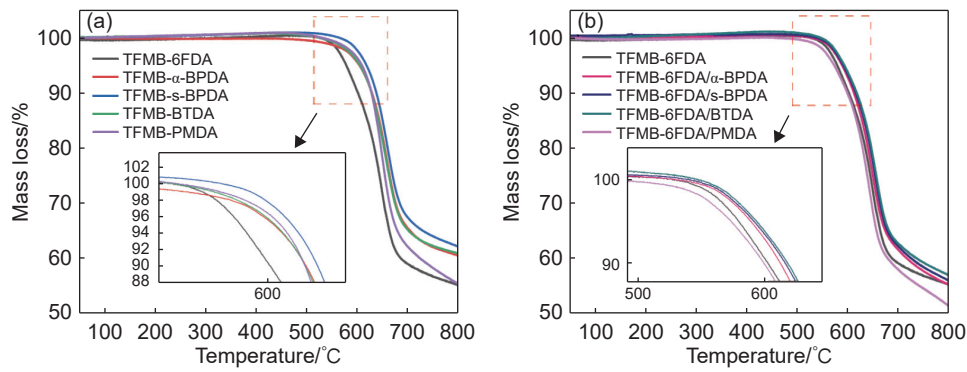 (a)
100
90
80
70
60
50
Mass loss/%
TFMB-6FDA
TFMB-α-BPDA
TFMB-s-BPDA
TFMB-BTDA
TFMB-PMDA
102
100
98
96
94
92
90
88
600
100 200 300 400 500 600 700 800
Temperature/℃
(b)
100
90
80
70
60
50
Mass loss/%
TFMB-6FDA
TFMB-6FDA/α-BPDA
TFMB-6FDA/s-BPDA
TFMB-6FDA/BTDA
TFMB-6FDA/PMDA
100
90
500 600
100 200 300 400 500 600 700 800
Temperature/℃